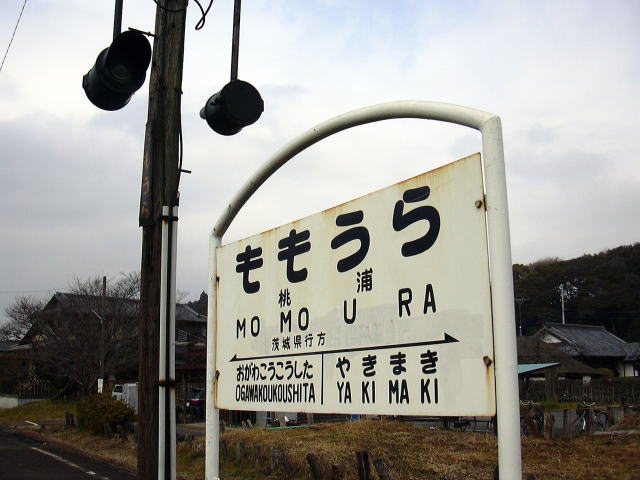 ももうら
桃浦
MO MO U RA
茨城県行方
おがわこうこうした やきまき
OGAWAKOUKOUSHITA YA KI MA KI